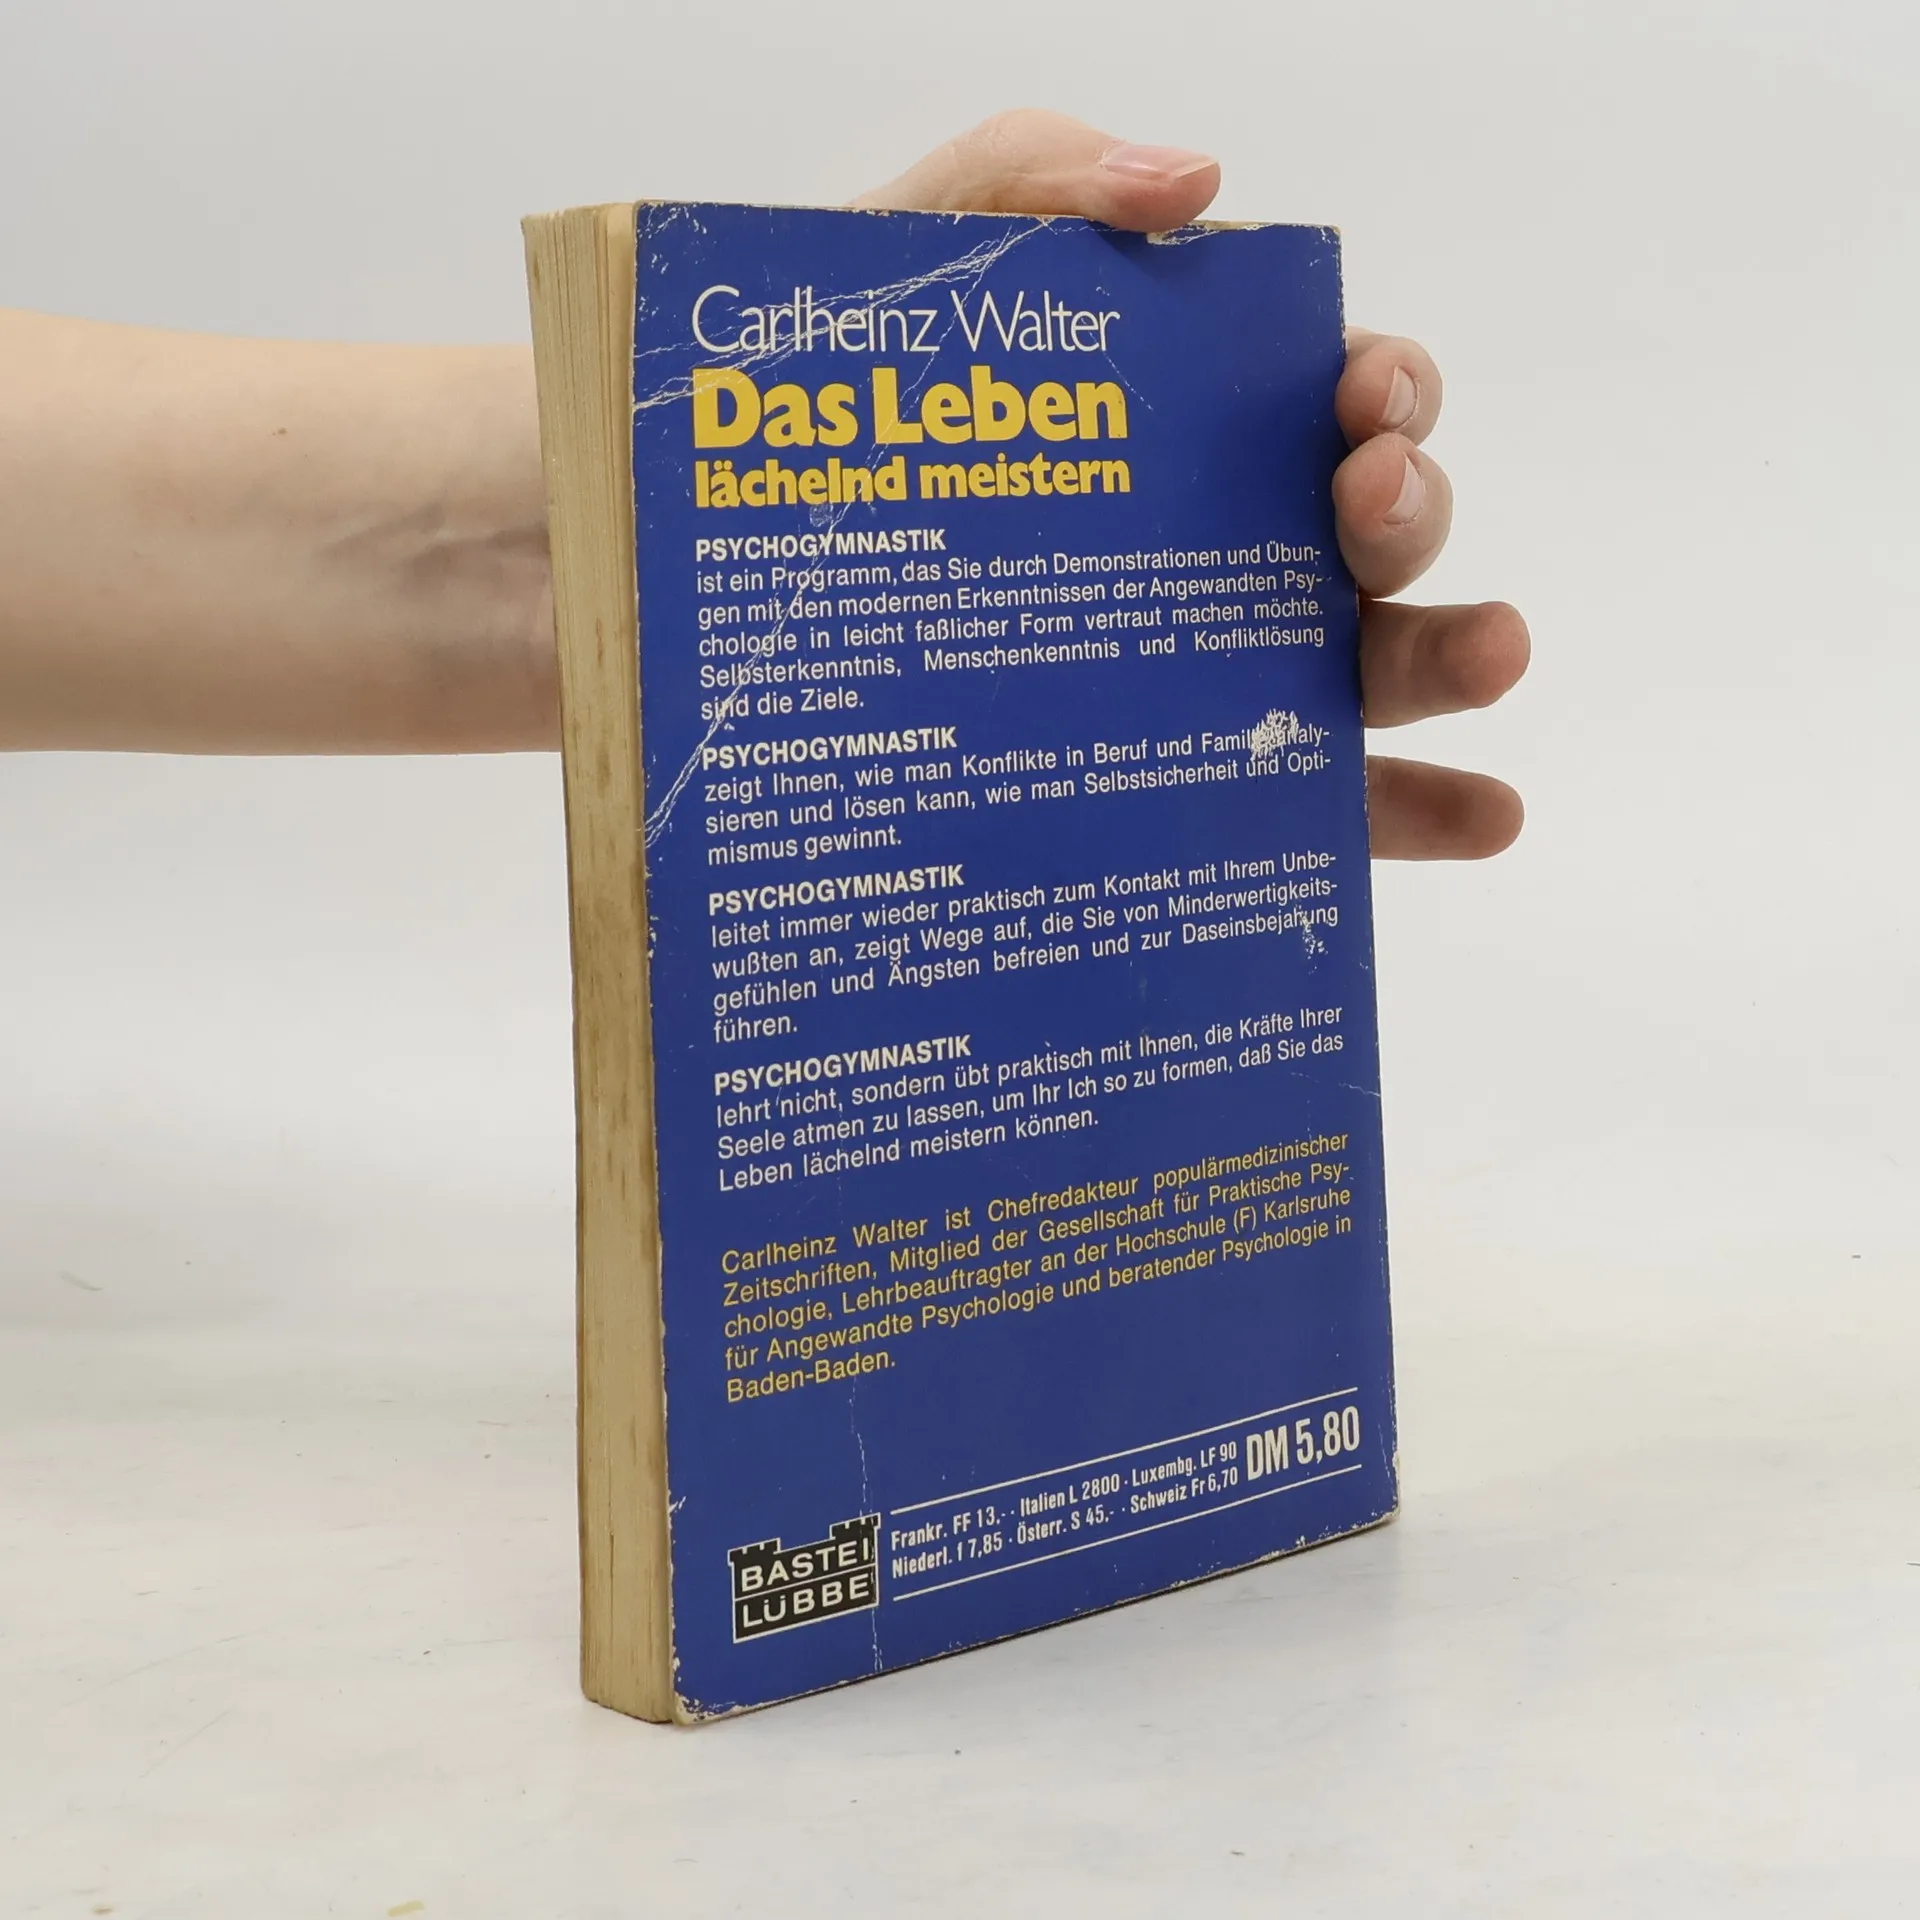 Carlheinz Walter
Das Leben
lächelnd meistern
PSYCHOGYMNASTIK
ist ein Programm, das Sie durch Demonstrationen und Übun-
gen mit den modernen Erkenntnissen der Angewandten Psy-
chologie in leicht faßlicher Form vertraut machen möchte.
Selbsterkenntnis, Menschenkenntnis und Konfliktlösung
sind die Ziele.
PSYCHOGYMNASTIK
zeigt Ihnen, wie man Konflikte in Beruf und Familie analy-
sieren und lösen kann, wie man Selbstsicherheit und Opti-
mismus gewinnt.
PSYCHOGYMNASTIK
leitet immer wieder praktisch zum Kontakt mit Ihrem Unbe-
wußten an, zeigt Wege auf, die Sie von Minderwertigkeits-
gefühlen und Ängsten befreien und zur Daseinsbejahung
führen.
PSYCHOGYMNASTIK
lehrt nicht, sondern übt praktisch mit Ihnen, die Kräfte Ihrer
Seele atmen zu lassen, um Ihr Ich so zu formen, daß Sie das
Leben lächelnd meistern können.
Carlheinz Walter ist Chefredakteur populärmedizinischer
Zeitschriften, Mitglied der Gesellschaft für Praktische Psy-
chologie, Lehrbeauftragter an der Hochschule (F) Karlsruhe
für Angewandte Psychologie und beratender Psychologie in
Baden-Baden.
Frankr. FF 13.- · Italien L 2800 · Luxembg. LF 90
Niederl. f 7,85 · Österr. S 45.- · Schweiz Fr 6,70
DM 5,80
BASTEI
LÜBBE